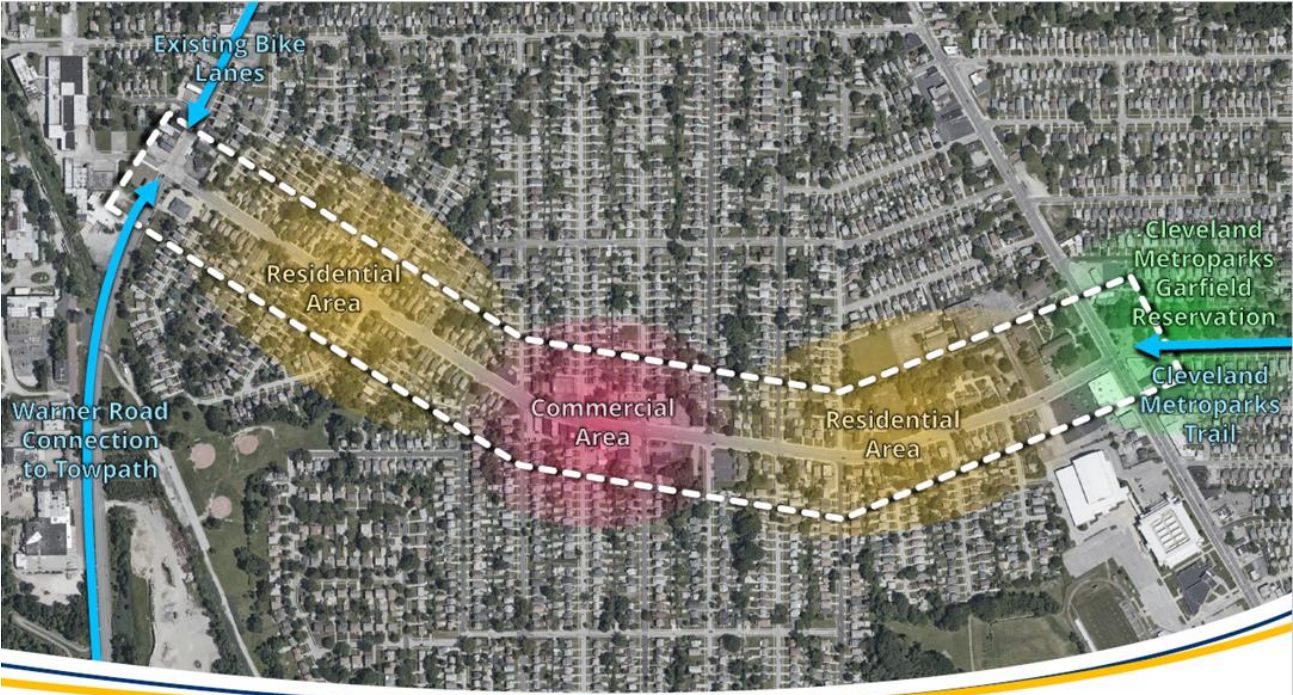 Existing Bike
Lanes
Residential
Area
Cleveland
Metroparks
Garfield
Reservation
Commercial
Area
Residential
Area
Cleveland
Metroparks
Trail
Warner Road
Connection
to Towpath